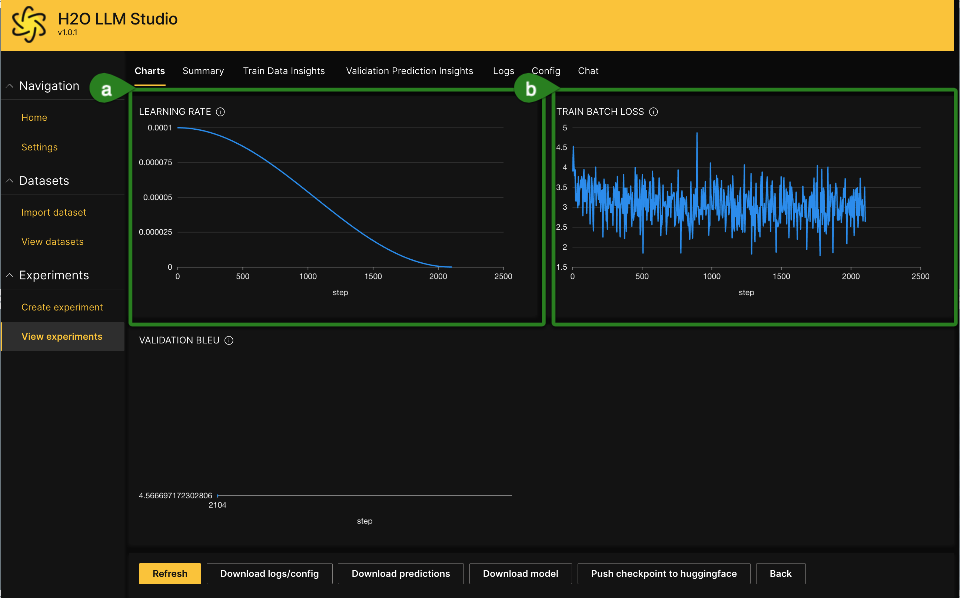 H2O LLM Studio
v1.0.1
Navigation
Home
Settings
Datasets
Import dataset
View datasets
Experiments
Create experiment
View experiments
Charts Summary Train Data Insights Validation Prediction Insights Logs Config Chat
a
LEARNING RATE
0.0001
0.000075
0.00005
0.000025
0
0 500 1000 1500 2000 2500
step
b
TRAIN BATCH LOSS
5
4.5
4
3.5
3
2.5
2
1.5
0 500 1000 1500 2000 2500
step
VALIDATION BLEU
4.566697172302806
2104
step
Refresh Download logs/config Download predictions Download model Push checkpoint to huggingface Back